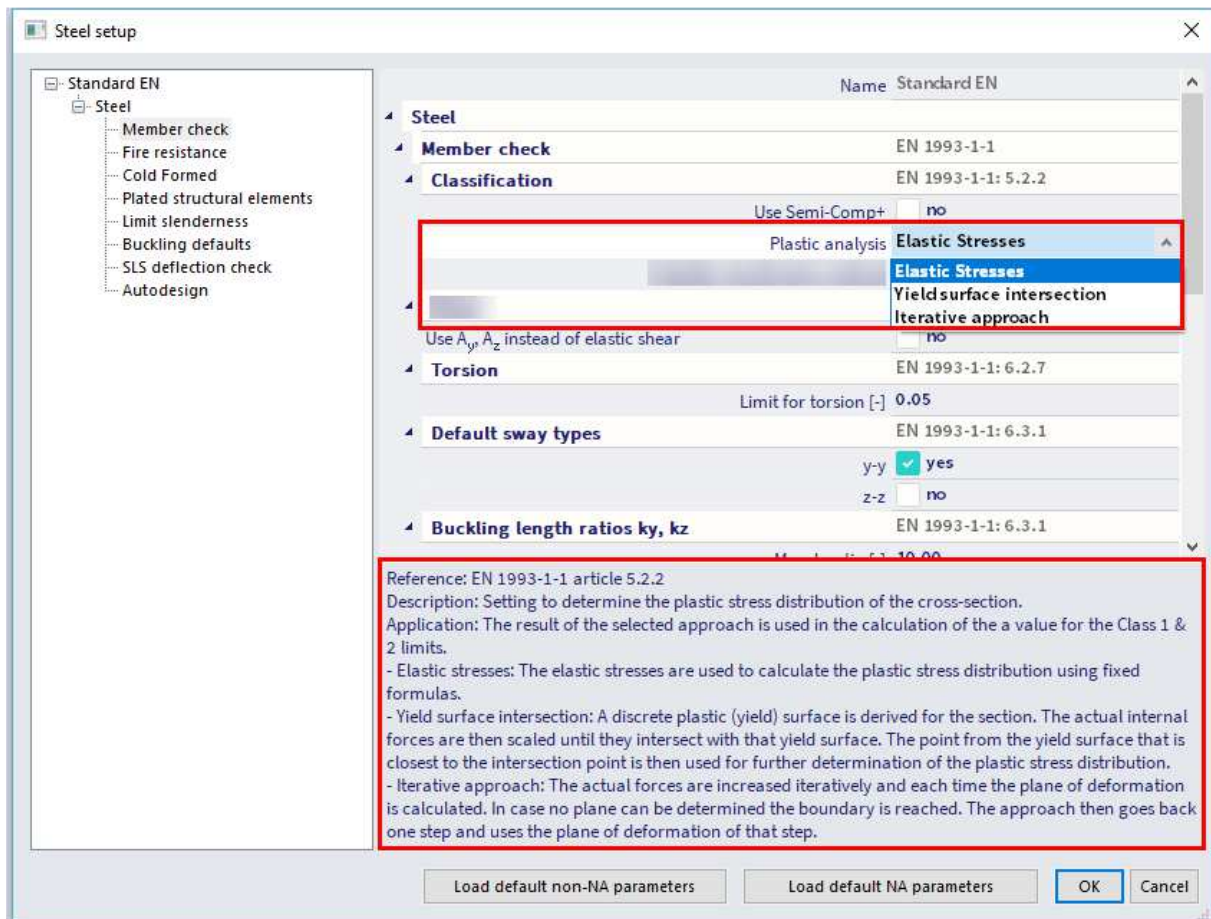 Steel setup
Standard EN
Steel
Member check
Fire resistance
Cold Formed
Plated structural elements
Limit slenderness
Buckling defaults
SLS deflection check
Autodesign
Name Standard EN
Steel
Member check EN 1993-1-1
Classification EN 1993-1-1: 5.2.2
Use Semi-Comp+ no
Plastic analysis Elastic Stresses
Elastic Stresses
Yield surface intersection
Iterative approach
Use Ay, Az instead of elastic shear no
Torsion EN 1993-1-1: 6.2.7
Limit for torsion [-] 0.05
Default sway types EN 1993-1-1: 6.3.1
y-y yes
z-z no
Buckling length ratios ky, kz EN 1993-1-1: 6.3.1
10.00
Reference: EN 1993-1-1 article 5.2.2
Description: Setting to determine the plastic stress distribution of the cross-section.
Application: The result of the selected approach is used in the calculation of the a value for the Class 1 &
2 limits.
- Elastic stresses: The elastic stresses are used to calculate the plastic stress distribution using fixed
formulas.
- Yield surface intersection: A discrete plastic (yield) surface is derived for the section. The actual internal
forces are then scaled until they intersect with that yield surface. The point from the yield surface that is
closest to the intersection point is then used for further determination of the plastic stress distribution.
- Iterative approach: The actual forces are increased iteratively and each time the plane of deformation
is calculated. In case no plane can be determined the boundary is reached. The approach then goes back
one step and uses the plane of deformation of that step.
Load default non-NA parameters Load default NA parameters OK Cancel